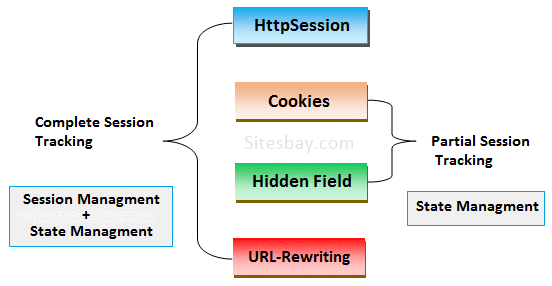 HttpSession
Cookies
Complete Session
Tracking
Sitesbay.com
Partial Session
Tracking
Hidden Field
Session Managment
+
State Managment
State Managment
URL-Rewriting